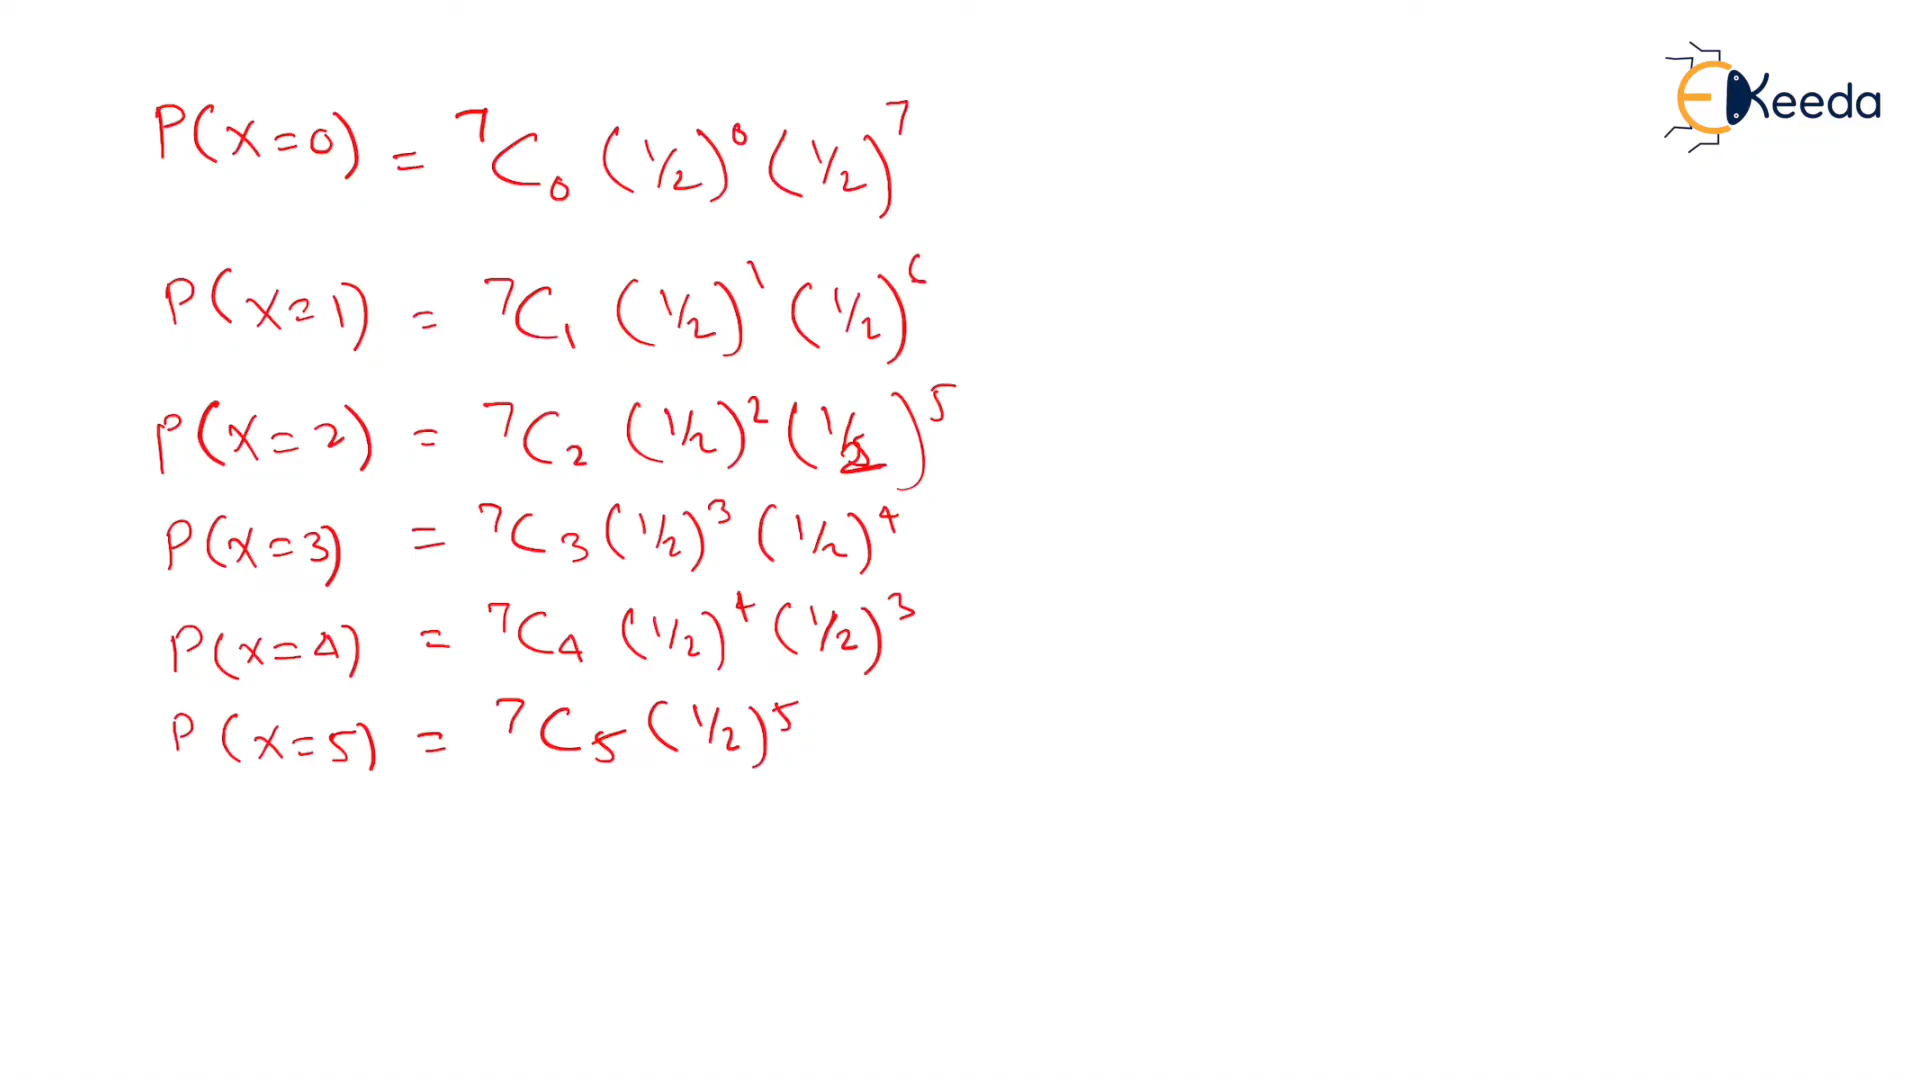 EKeeda
P(X=0) = ⁷C₀ (1/2)⁰ (1/2)⁷
P(X=1) = ⁷C₁ (1/2)¹ (1/2)⁶
P(X=2) = ⁷C₂ (1/2)² (1/2)⁵
P(X=3) = ⁷C₃ (1/2)³ (1/2)⁴
P(X=4) = ⁷C₄ (1/2)⁴ (1/2)³
P(X=5) = ⁷C₅ (1/2)⁵